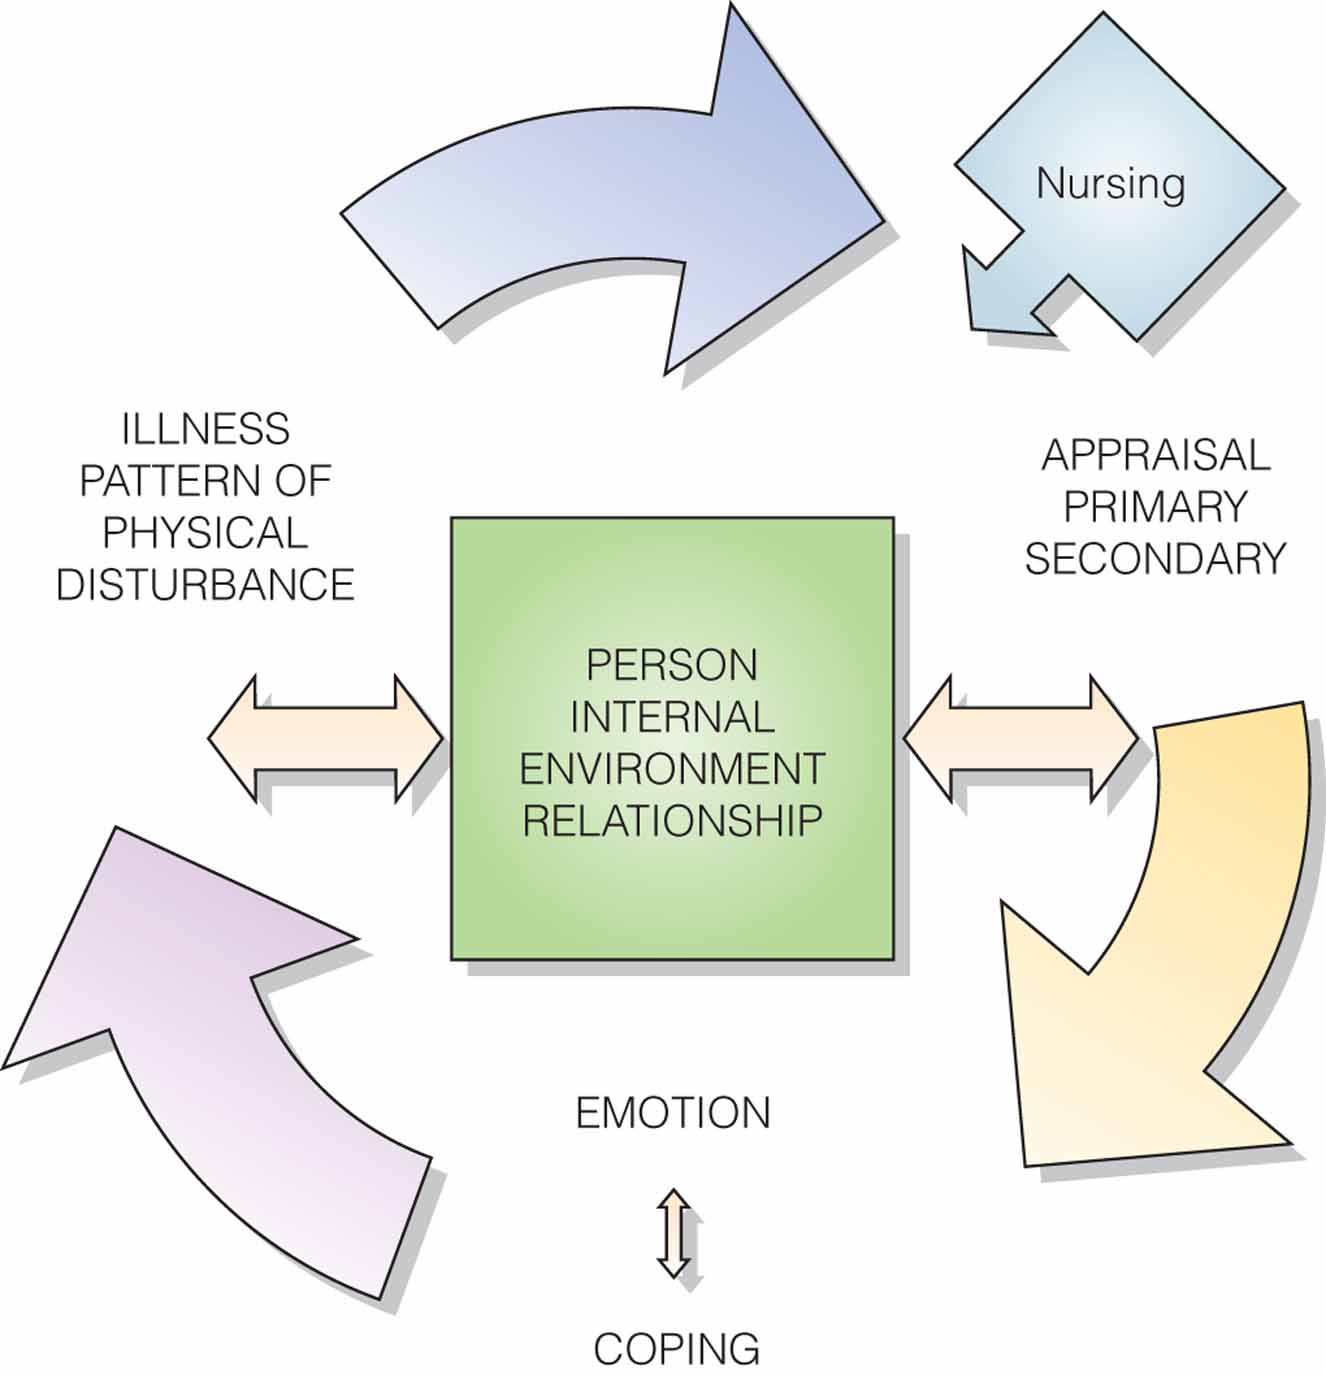 Nursing
ILLNESS
PATTERN OF
PHYSICAL
DISTURBANCE
APPRAISAL
PRIMARY
SECONDARY
PERSON
INTERNAL
ENVIRONMENT
RELATIONSHIP
EMOTION
COPING